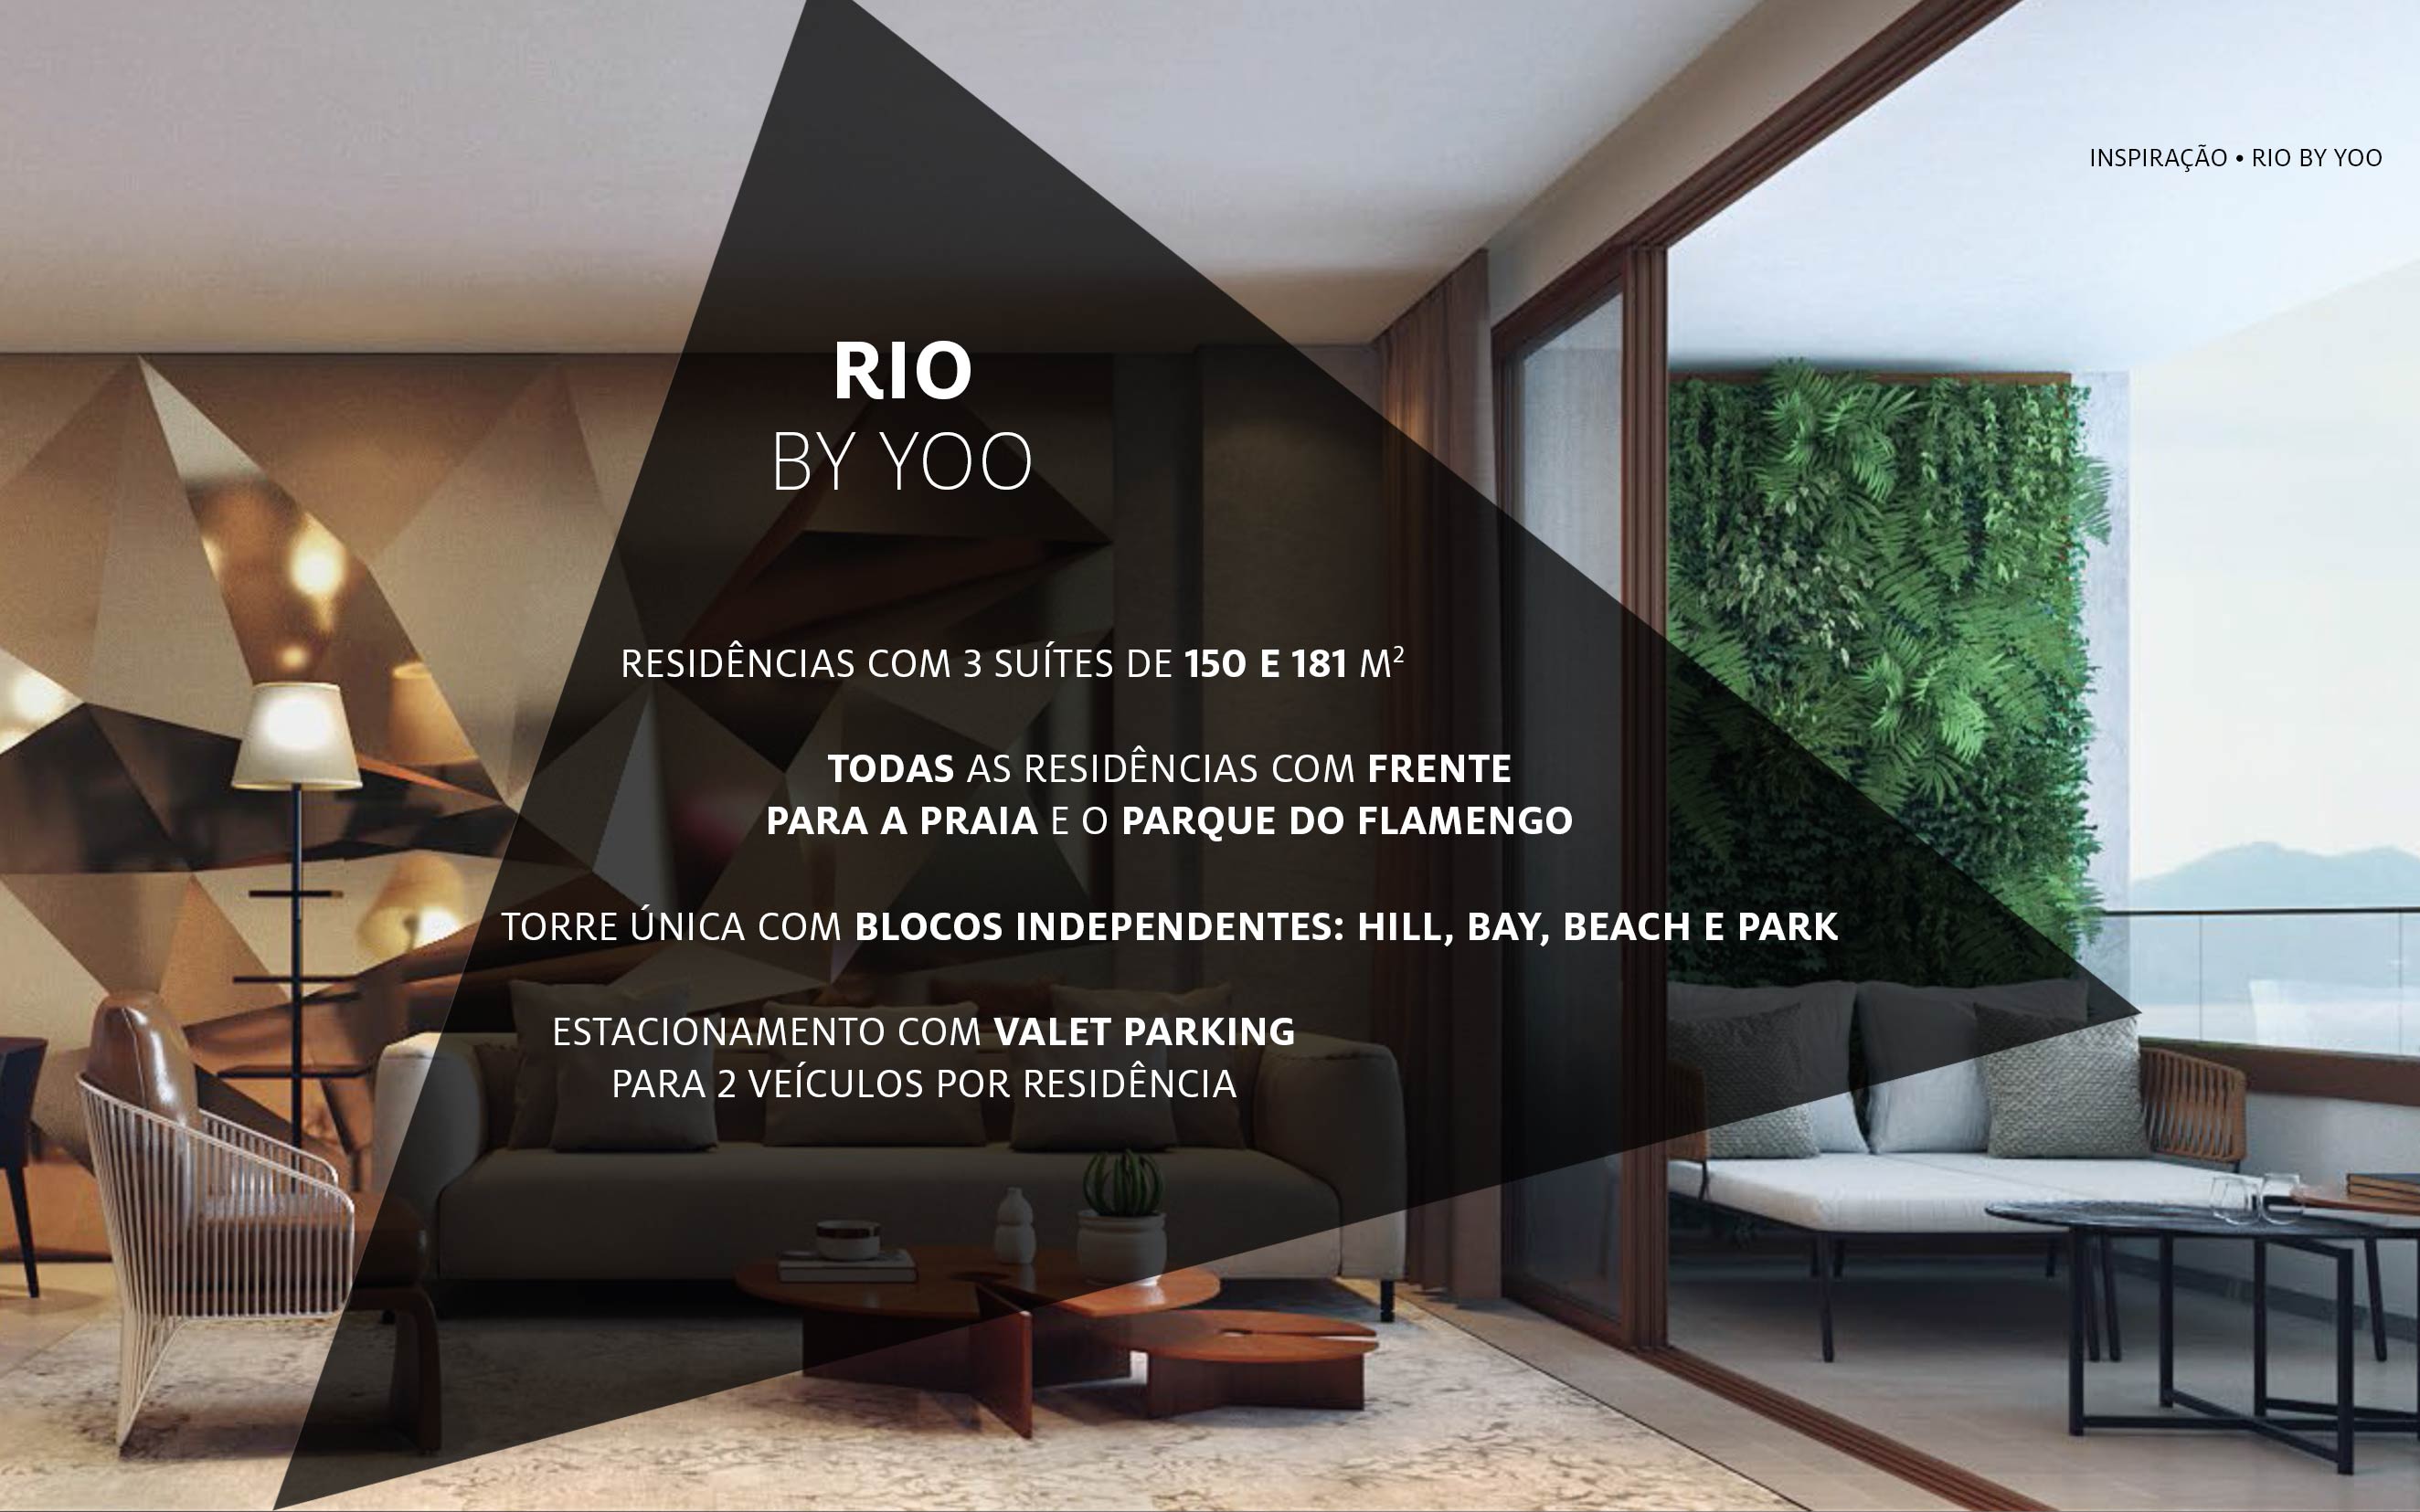 INSPIRAÇÃO • RIO BY YOO
RIO
BY YOO
RESIDÊNCIAS COM 3 SUÍTES DE 150 E 181 M²
TODAS AS RESIDÊNCIAS COM FRENTE
PARA A PRAIA E O PARQUE DO FLAMENGO
TORRE ÚNICA COM BLOCOS INDEPENDENTES: HILL, BAY, BEACH E PARK
ESTACIONAMENTO COM VALET PARKING
PARA 2 VEÍCULOS POR RESIDÊNCIA